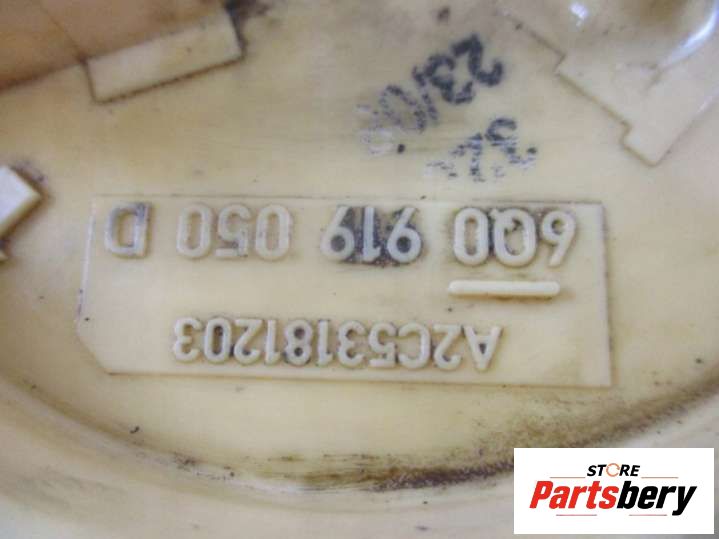 A2C53181203
6Q0 919 050 D
STORE
Partsbery